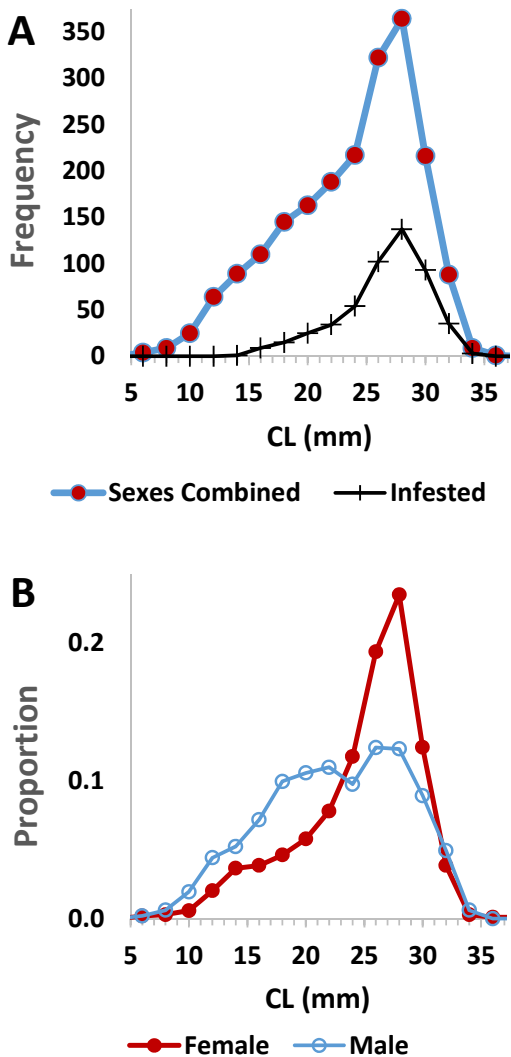 A
Frequency
350
300
250
200
150
100
50
0
5 10 15 20 25 30 35
CL (mm)
Sexes Combined Infested
B
Proportion
0.2
0.1
0.0
5 10 15 20 25 30 35
CL (mm)
Female Male